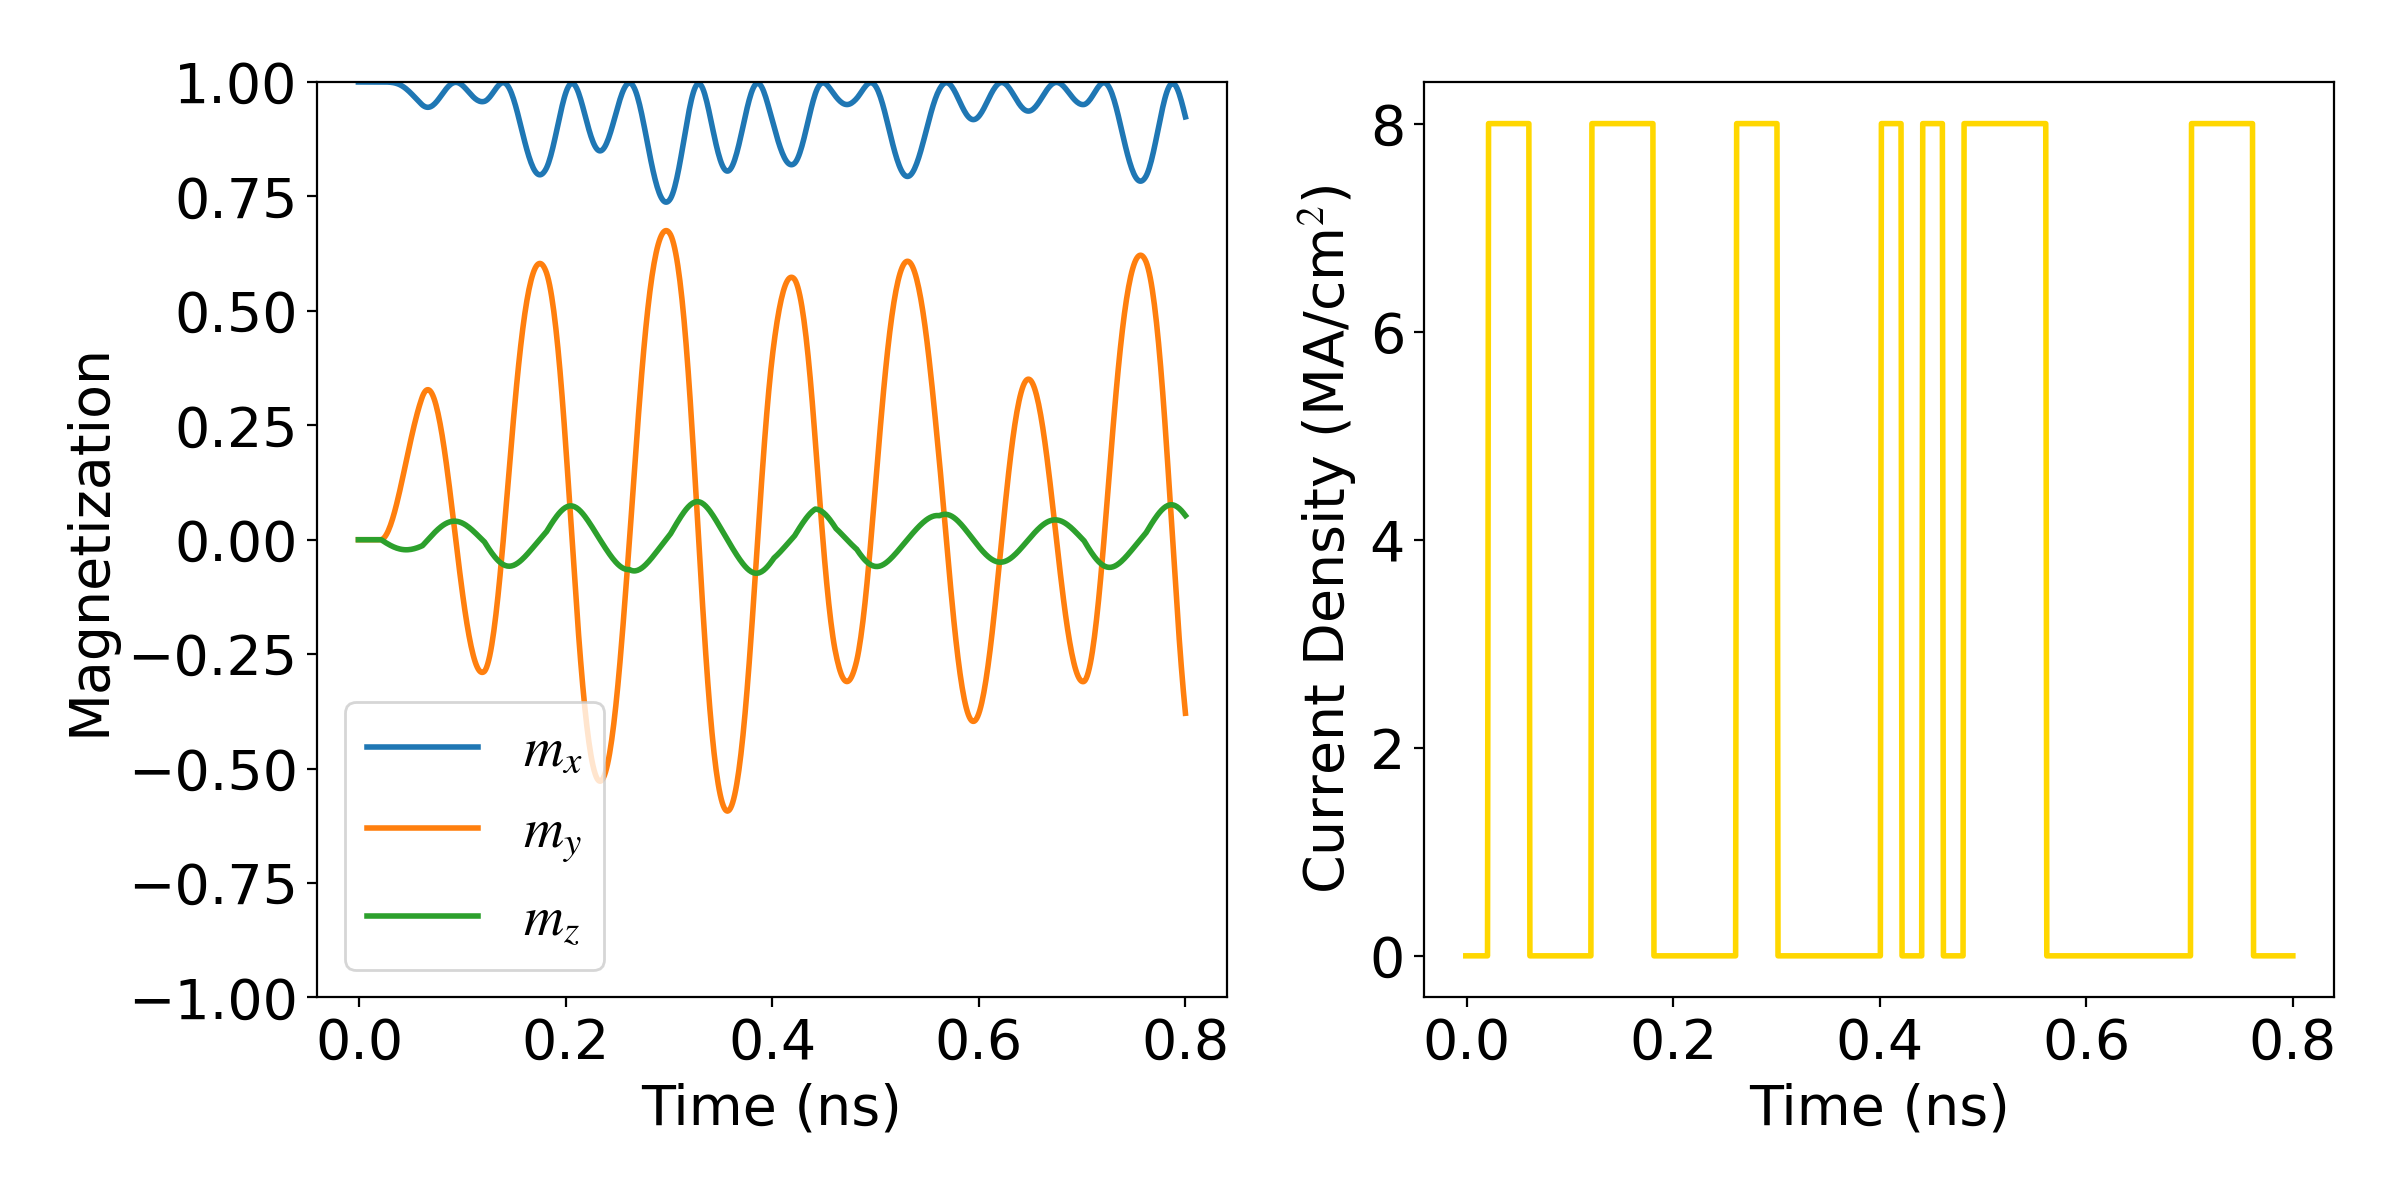 1.00
0.75
0.50
0.25
0.00
−0.25
−0.50
−0.75
−1.00
Magnetization
0.0 0.2 0.4 0.6 0.8
Time (ns)
m_x
m_y
m_z
8
6
4
2
0
Current Density (MA/cm²)
0.0 0.2 0.4 0.6 0.8
Time (ns)